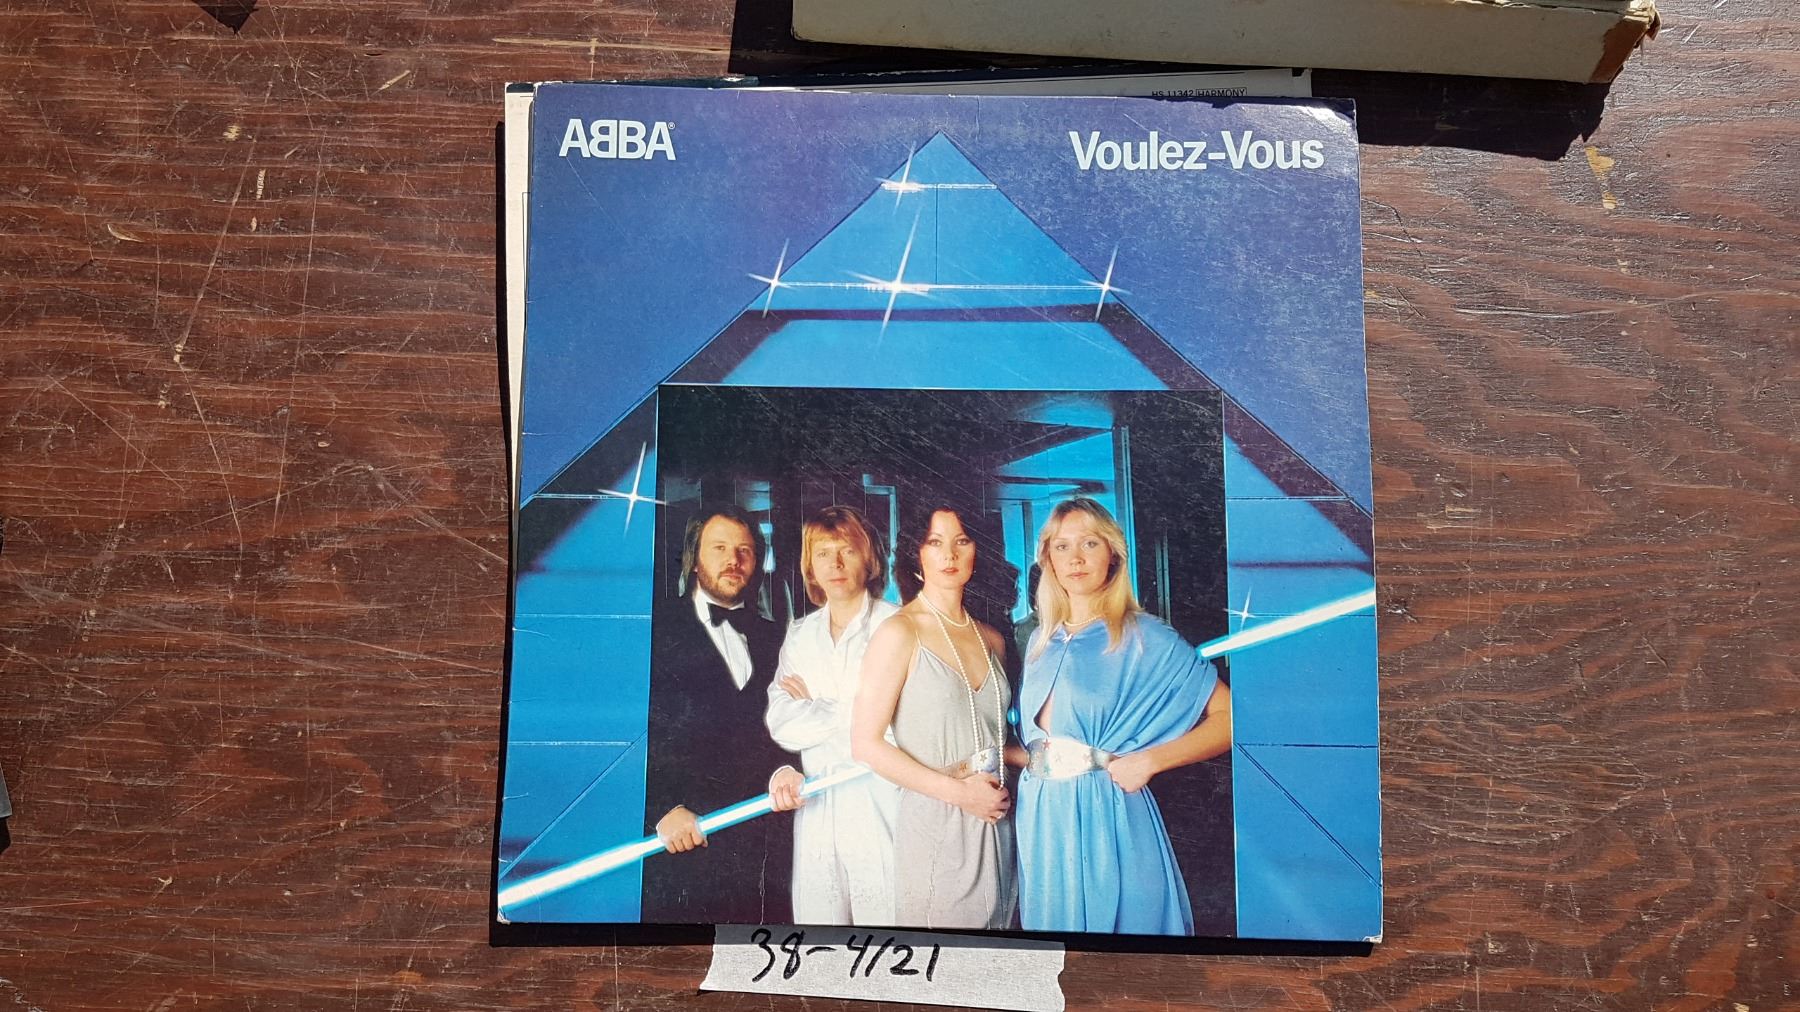 HS 11342 HARMONY
ABBA®
Voulez-Vous
38-4/21